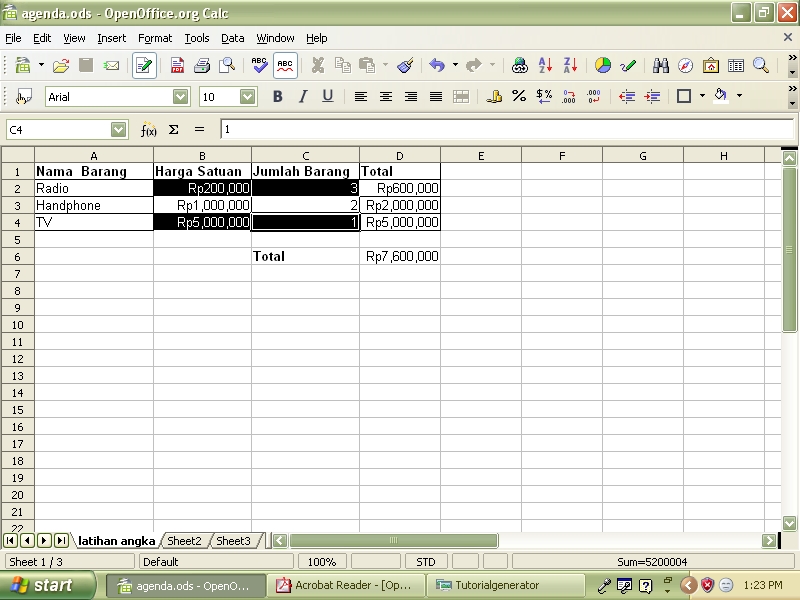 agenda.ods - OpenOffice.org Calc
File Edit View Insert Format Tools Data Window Help
Arial 10 B I U
C4 f(x) Σ = 1
A B C D E F G H
1 Nama Barang Harga Satuan Jumlah Barang Total
2 Radio Rp200,000 3 Rp600,000
3 Handphone Rp1,000,000 2 Rp2,000,000
4 TV Rp5,000,000 1 Rp5,000,000
5
6 Total Rp7,600,000
7
8
9
10
11
12
13
14
15
16
17
18
19
20
21
22
latihan angka Sheet2 Sheet3
Sheet 1 / 3 Default 100% STD Sum=5200004
start agenda.ods - OpenO... Acrobat Reader - [Op... Tutorialgenerator 1:23 PM